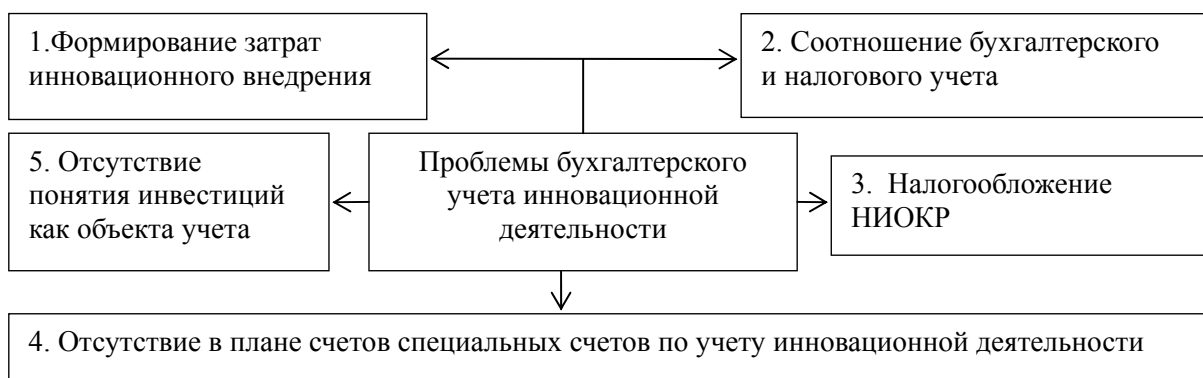 1.Формирование затрат
инновационного внедрения
2. Соотношение бухгалтерского
и налогового учета
5. Отсутствие
понятия инвестиций
как объекта учета
Проблемы бухгалтерского
учета инновационной
деятельности
3. Налогообложение
НИОКР
4. Отсутствие в плане счетов специальных счетов по учету инновационной деятельности